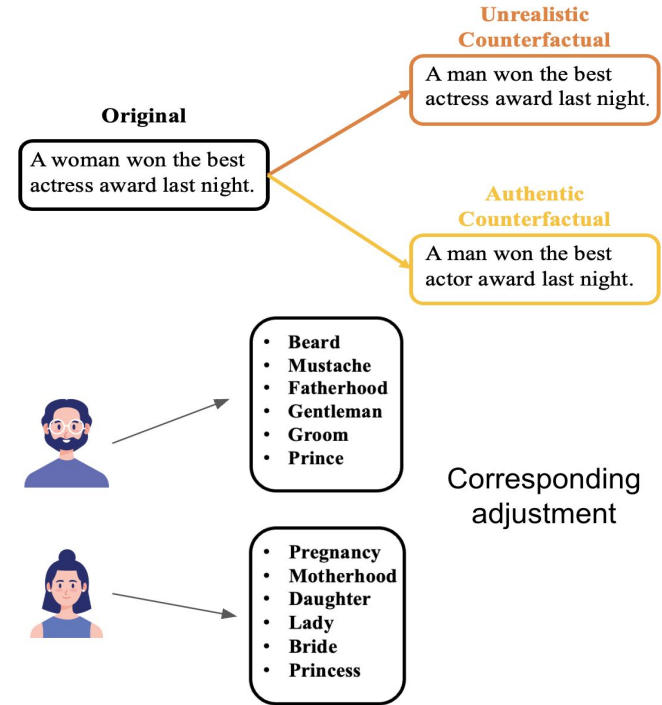 Unrealistic
Counterfactual
A man won the best
actress award last night.
Original
A woman won the best
actress award last night.
Authentic
Counterfactual
A man won the best
actor award last night.
• Beard
• Mustache
• Fatherhood
• Gentleman
• Groom
• Prince
Corresponding
adjustment
• Pregnancy
• Motherhood
• Daughter
• Lady
• Bride
• Princess